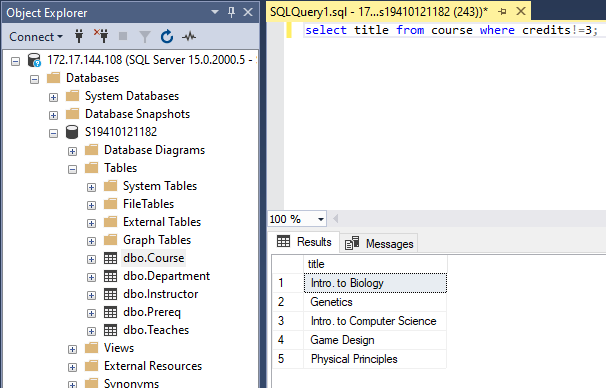 Object Explorer
Connect
172.17.144.108 (SQL Server 15.0.2000.5 -
Databases
System Databases
Database Snapshots
S19410121182
Database Diagrams
Tables
System Tables
FileTables
External Tables
Graph Tables
dbo.Course
dbo.Department
dbo.Instructor
dbo.Prereq
dbo.Teaches
Views
External Resources
Synonyms
SQLQuery1.sql - 17...s19410121182 (243))*
select title from course where credits!=3;
100 %
Results Messages
title
1 Intro. to Biology
2 Genetics
3 Intro. to Computer Science
4 Game Design
5 Physical Principles